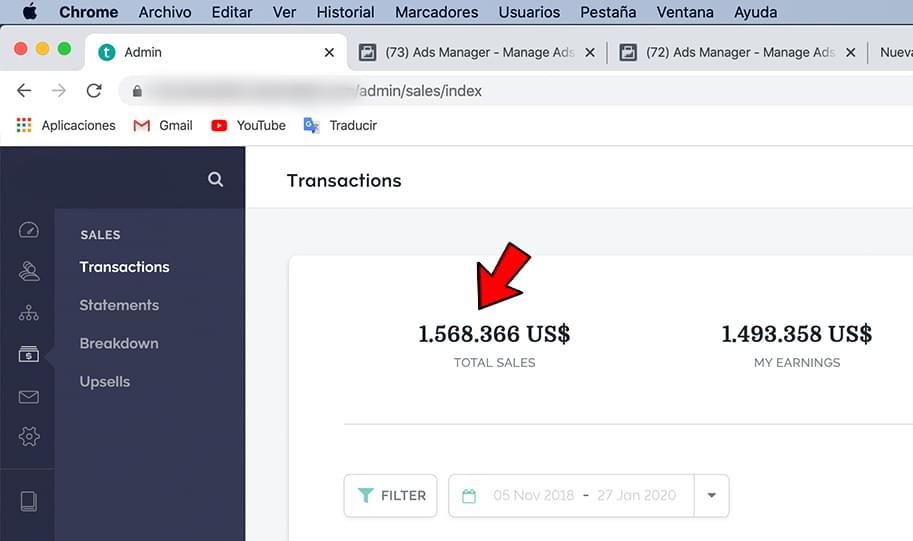 Chrome Archivo Editar Ver Historial Marcadores Usuarios Pestaña Ventana Ayuda
Admin (73) Ads Manager - Manage Ads (72) Ads Manager - Manage Ads Nueva
/admin/sales/index
Aplicaciones Gmail YouTube Traducir
Transactions
SALES
Transactions
Statements
Breakdown
Upsells
1.568.366 US$ 1.493.358 US$
TOTAL SALES MY EARNINGS
FILTER 05 Nov 2018 - 27 Jan 2020